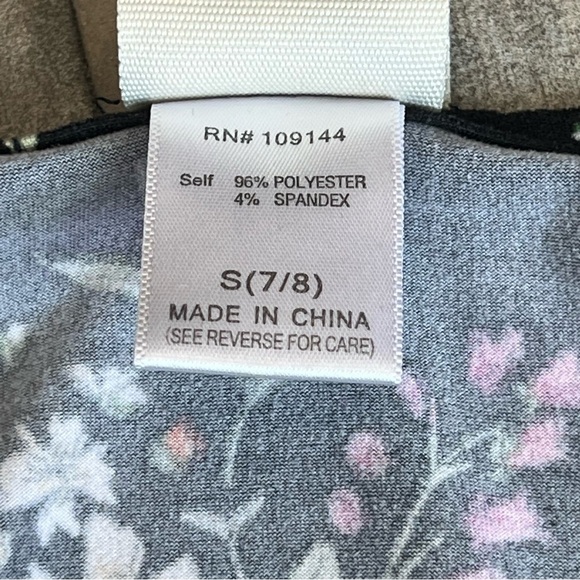 RN# 109144
Self 96% POLYESTER
4% SPANDEX
S(7/8)
MADE IN CHINA
(SEE REVERSE FOR CARE)